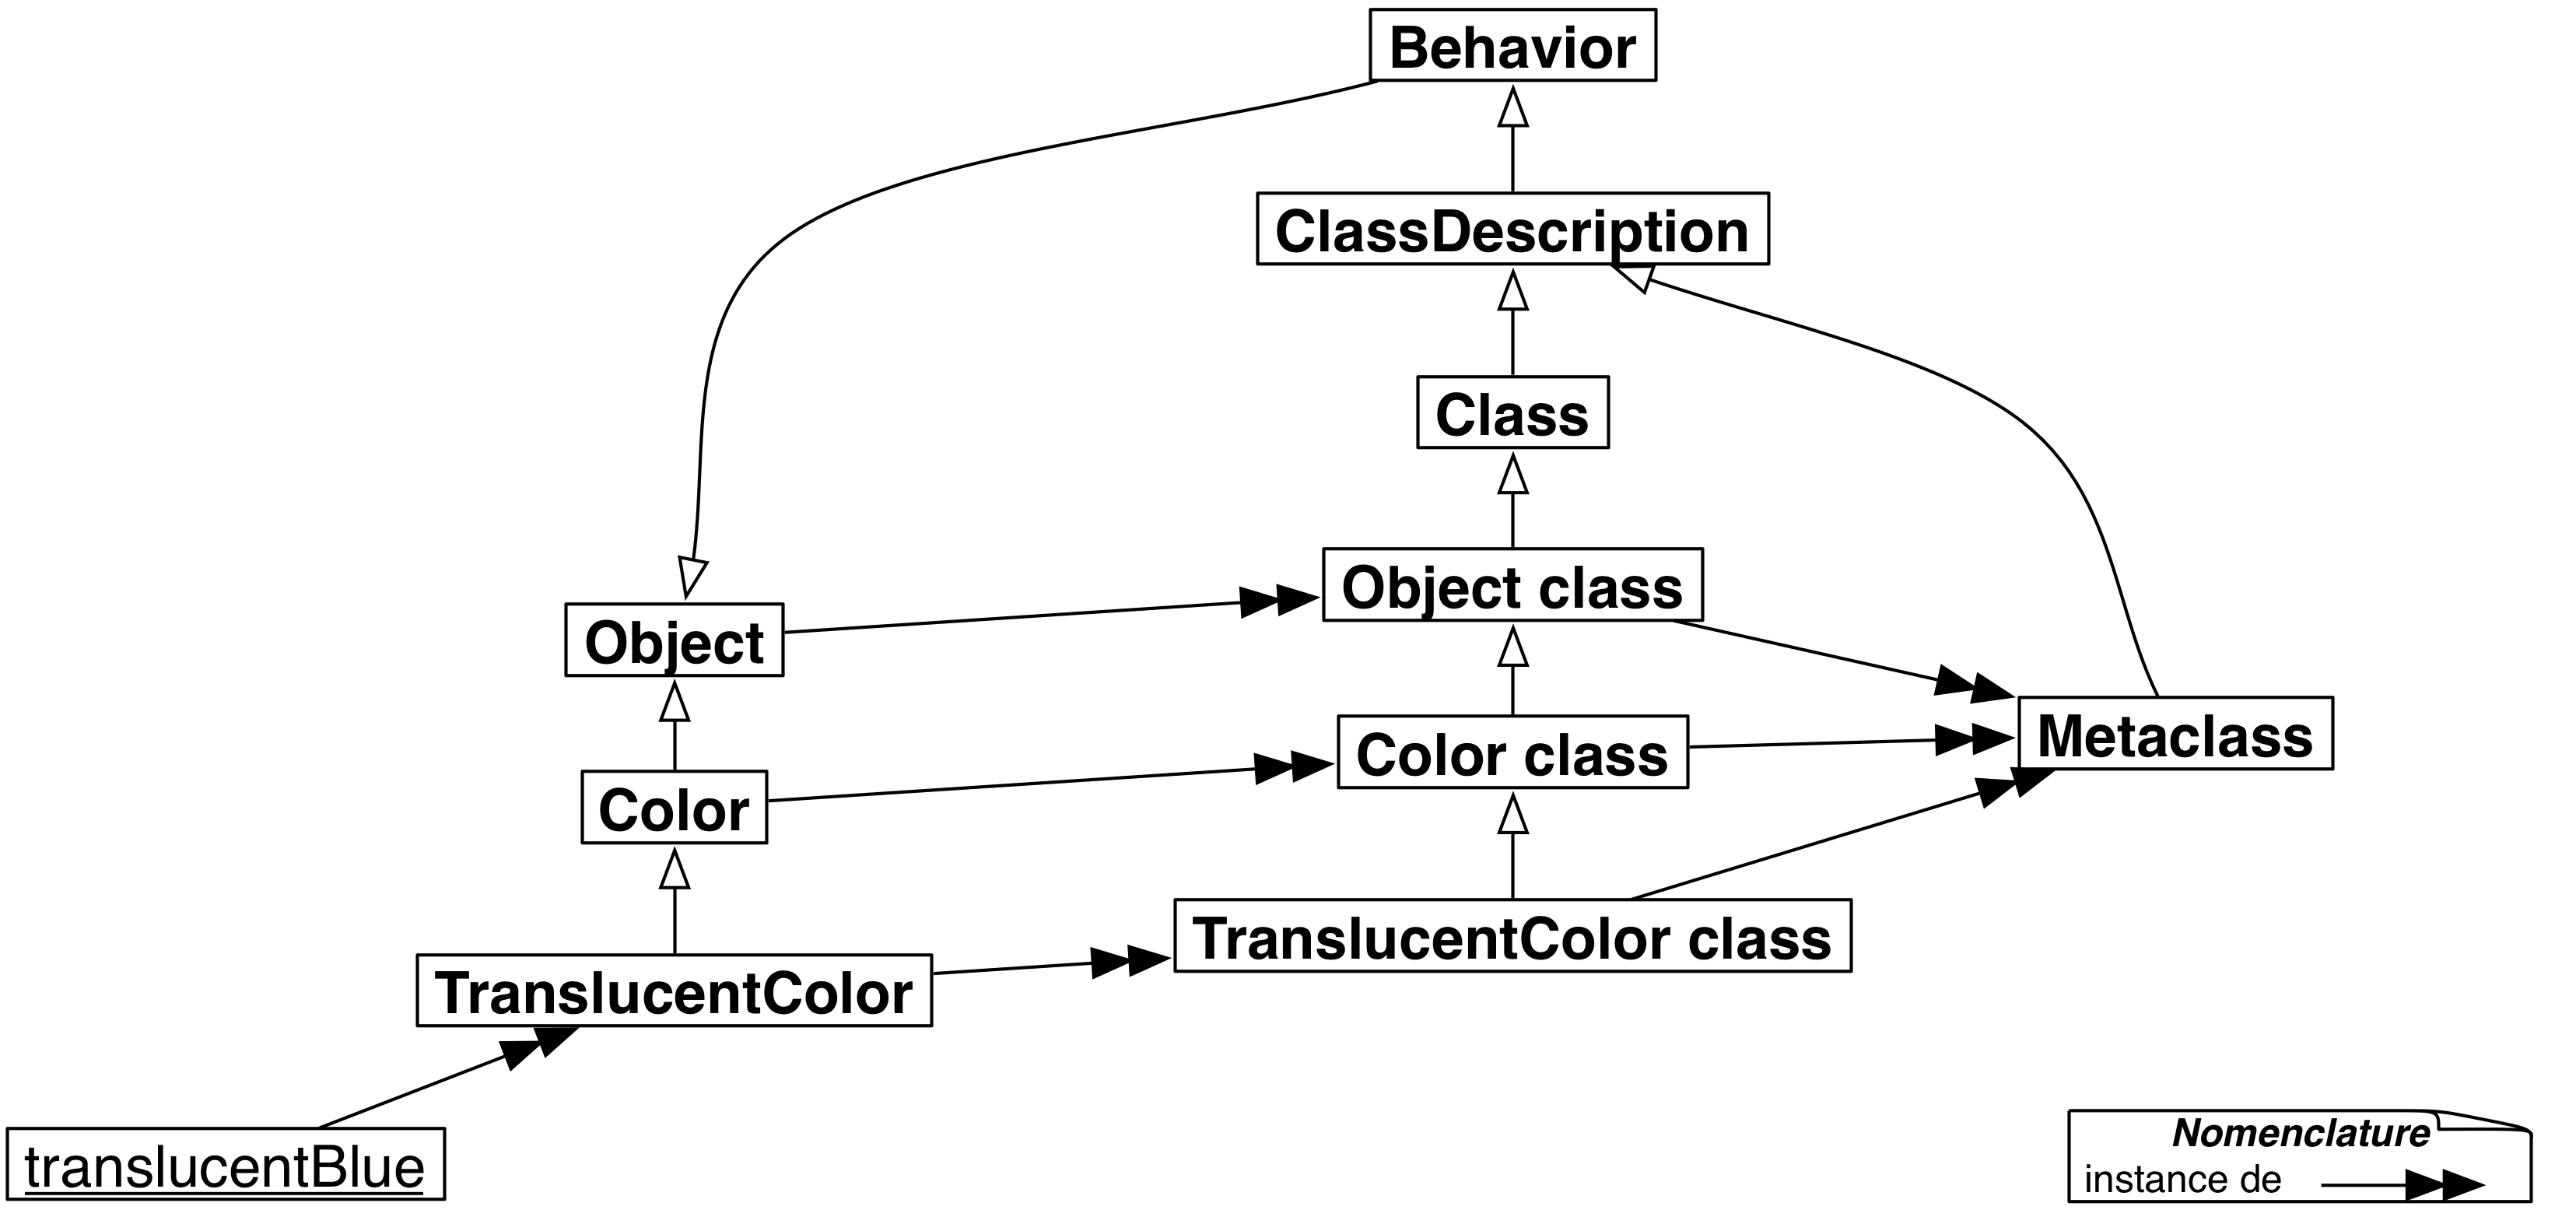 Behavior
ClassDescription
Class
Object class
Object
Metaclass
Color class
Color
TranslucentColor class
TranslucentColor
translucentBlue
Nomenclature
instance de